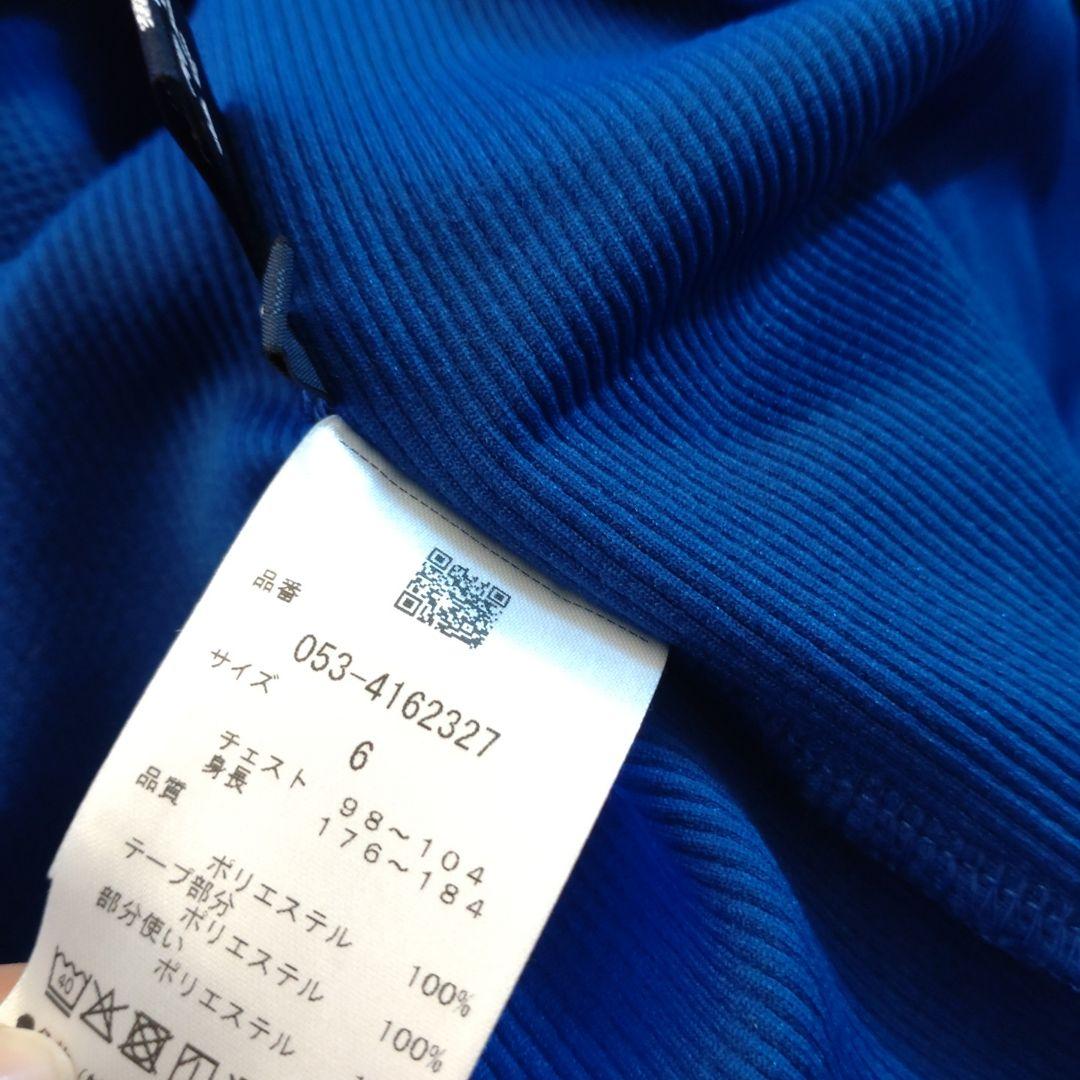 品番
053-4162327
サイズ
6
チェスト 98~104
身長 176~184
品質
ポリエステル 100%
テープ部分
ポリエステル 100%
部分使い
ポリエステル
40